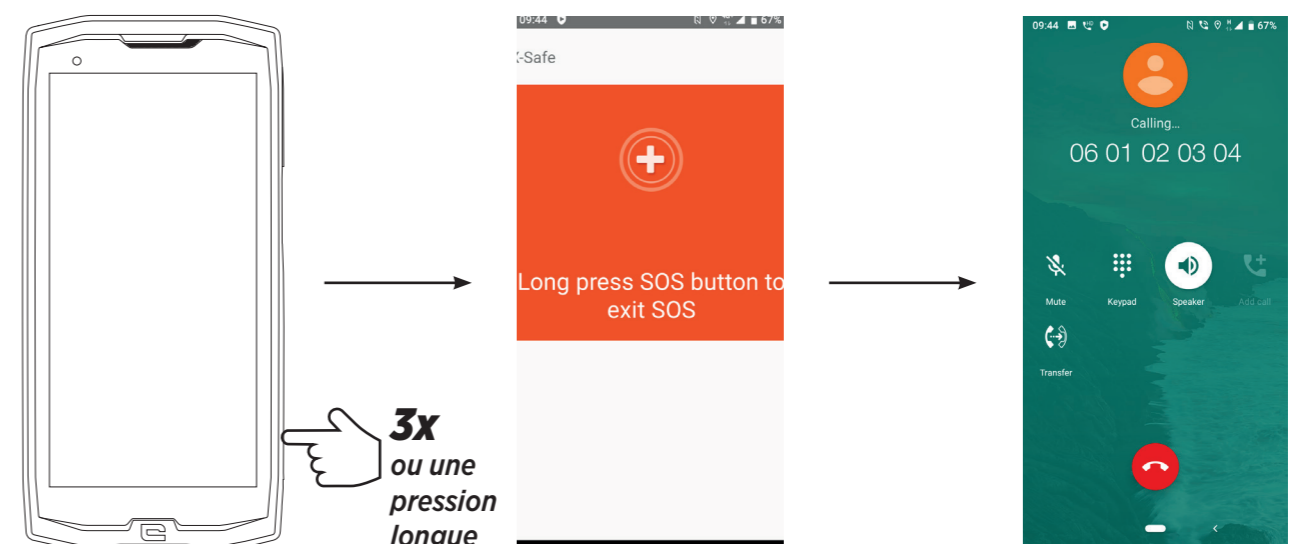 3x
ou une
pression
longue
09:44
67%
X-Safe
Long press SOS button to
exit SOS
09:44
67%
Calling...
06 01 02 03 04
Mute
Keypad
Speaker
Add call
Transfer